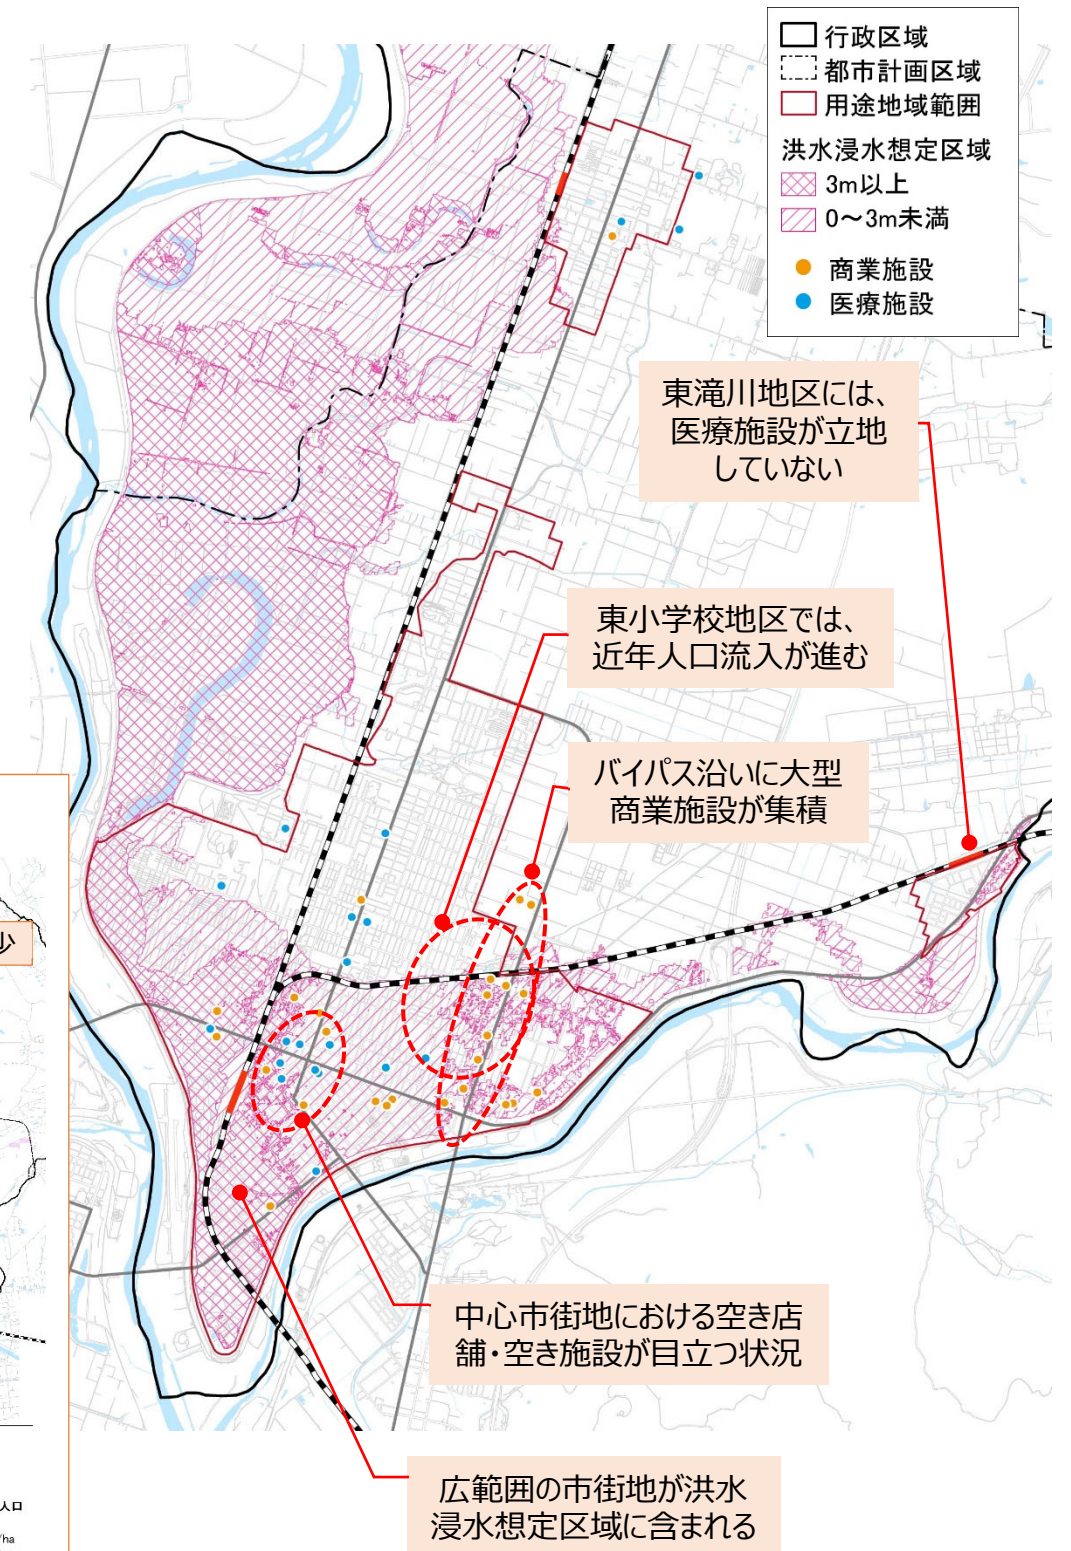 行政区域
都市計画区域
用途地域範囲
洪水浸水想定区域
3m以上
0～3m未満
商業施設
医療施設
東滝川地区には、
医療施設が立地
していない
東小学校地区では、
近年人口流入が進む
バイパス沿いに大型
商業施設が集積
少
中心市街地における空き店
舗・空き施設が目立つ状況
広範囲の市街地が洪水
浸水想定区域に含まれる
人口
/ha